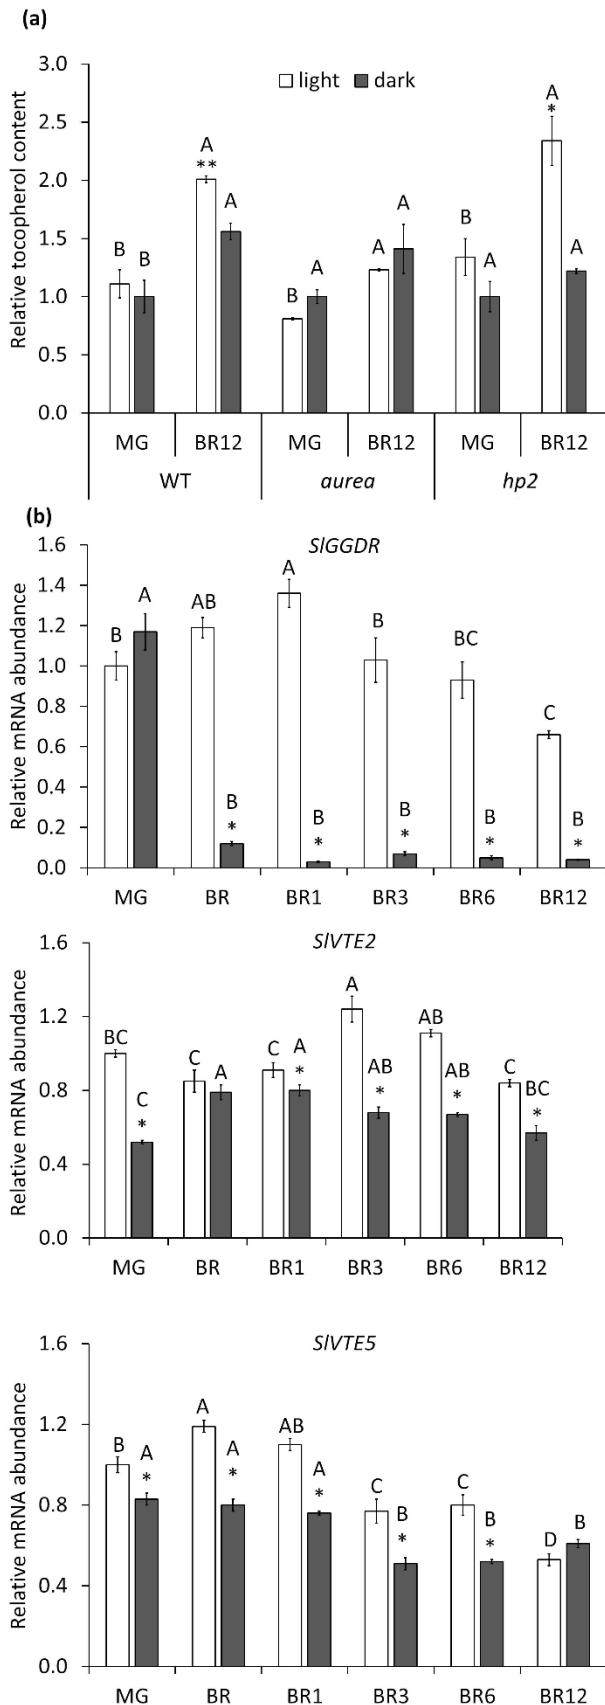 (a)
3.0
light dark
2.5
2.0
1.5
1.0
0.5
0.0
Relative tocopherol content
B B A ** A B A A A B A A * A
MG BR12 MG BR12 MG BR12
WT aurea hp2
(b)
SlGGDR
1.6
1.4
1.2
1.0
0.8
0.6
0.4
0.2
0.0
Relative mRNA abundance
B A AB B * A B * B B * BC B * C B *
MG BR BR1 BR3 BR6 BR12
SlVTE2
1.6
1.2
0.8
0.4
0.0
Relative mRNA abundance
BC C * C A C A * A AB * AB AB * C BC *
MG BR BR1 BR3 BR6 BR12
SlVTE5
1.6
1.2
0.8
0.4
0.0
Relative mRNA abundance
B A * A A * AB A * C B * C B * D B
MG BR BR1 BR3 BR6 BR12